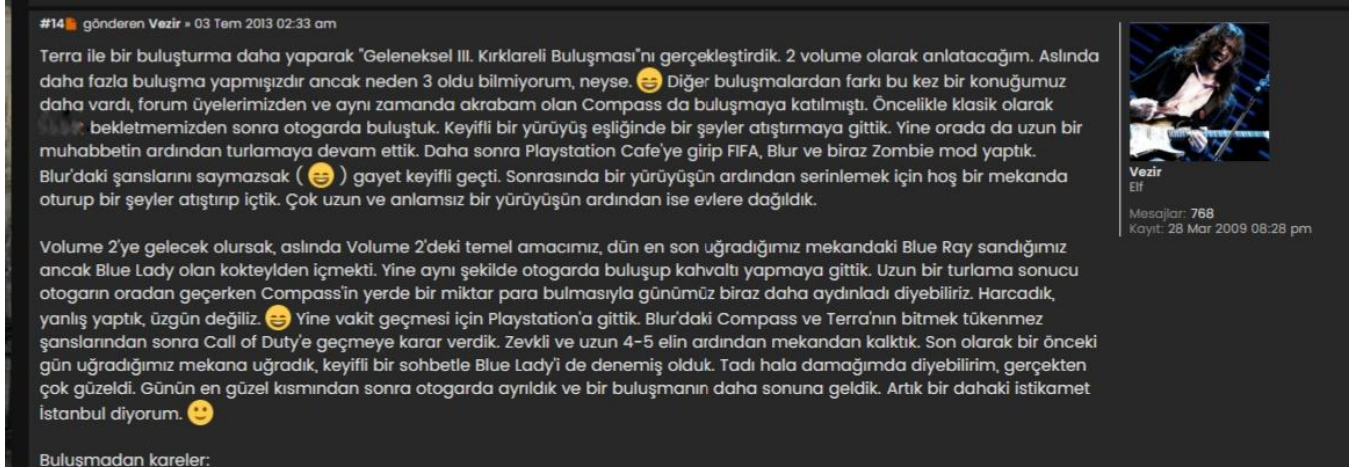 #14 gönderen Vezir » 03 Tem 2013 02:33 am
Terra ile bir buluşturma daha yaparak "Geleneksel III. Kırklareli Buluşması"nı gerçekleştirdik. 2 volume olarak anlatacağım. Aslında
daha fazla buluşma yapmışızdır ancak neden 3 oldu bilmiyorum, neyse. 😄 Diğer buluşmalardan farkı bu kez bir konuğumuz
daha vardı, forum üyelerimizden ve aynı zamanda akrabam olan Compass da buluşmaya katılmıştı. Öncelikle klasik olarak
bekletmemizden sonra otogarda buluştuk. Keyifli bir yürüyüş eşliğinde bir şeyler atıştırmaya gittik. Yine orada da uzun bir
muhabbetin ardından turlamaya devam ettik. Daha sonra Playstation Cafe'ye girip FIFA, Blur ve biraz Zombie mod yaptık.
Blur'daki şanslarını saymazsak ( 😄 ) gayet keyifli geçti. Sonrasında bir yürüyüşün ardından serinlemek için hoş bir mekanda
oturup bir şeyler atıştırıp içtik. Çok uzun ve anlamsız bir yürüyüşün ardından ise evlere dağıldık.
Volume 2'ye gelecek olursak, aslında Volume 2'deki temel amacımız, dün en son uğradığımız mekandaki Blue Ray sandığımız
ancak Blue Lady olan kokteylden içmekti. Yine aynı şekilde otogarda buluşup kahvaltı yapmaya gittik. Uzun bir turlama sonucu
otogarın oradan geçerken Compass'in yerde bir miktar para bulmasıyla günümüz biraz daha aydınladı diyebiliriz. Harcadık,
yanlış yaptık, üzgün değiliz. 😄 Yine vakit geçmesi için Playstation'a gittik. Blur'daki Compass ve Terra'nın bitmek tükenmez
şanslarından sonra Call of Duty'e geçmeye karar verdik. Zevkli ve uzun 4-5 elin ardından mekandan kalktık. Son olarak bir önceki
gün uğradığımız mekana uğradık, keyifli bir sohbetle Blue Lady'i de denemiş olduk. Tadı hala damağımda diyebilirim, gerçekten
çok güzeldi. Günün en güzel kısmından sonra otogarda ayrıldık ve bir buluşmanın daha sonuna geldik. Artık bir dahaki istikamet
İstanbul diyorum. 🙂
Buluşmadan kareler:
Vezir
Elf
Mesajlar: 768
Kayıt: 28 Mar 2009 08:28 pm